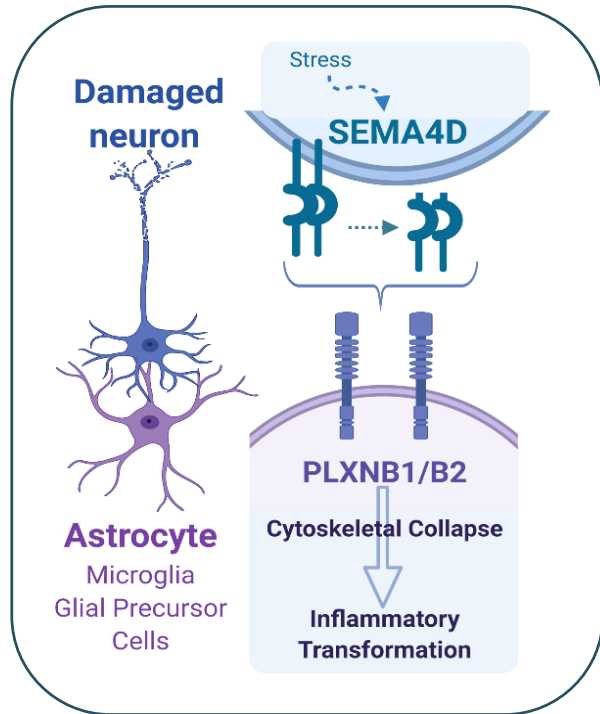 Damaged
neuron
Astrocyte
Microglia
Glial Precursor
Cells
Stress
SEMA4D
PLXNB1/B2
Cytoskeletal Collapse
Inflammatory
Transformation